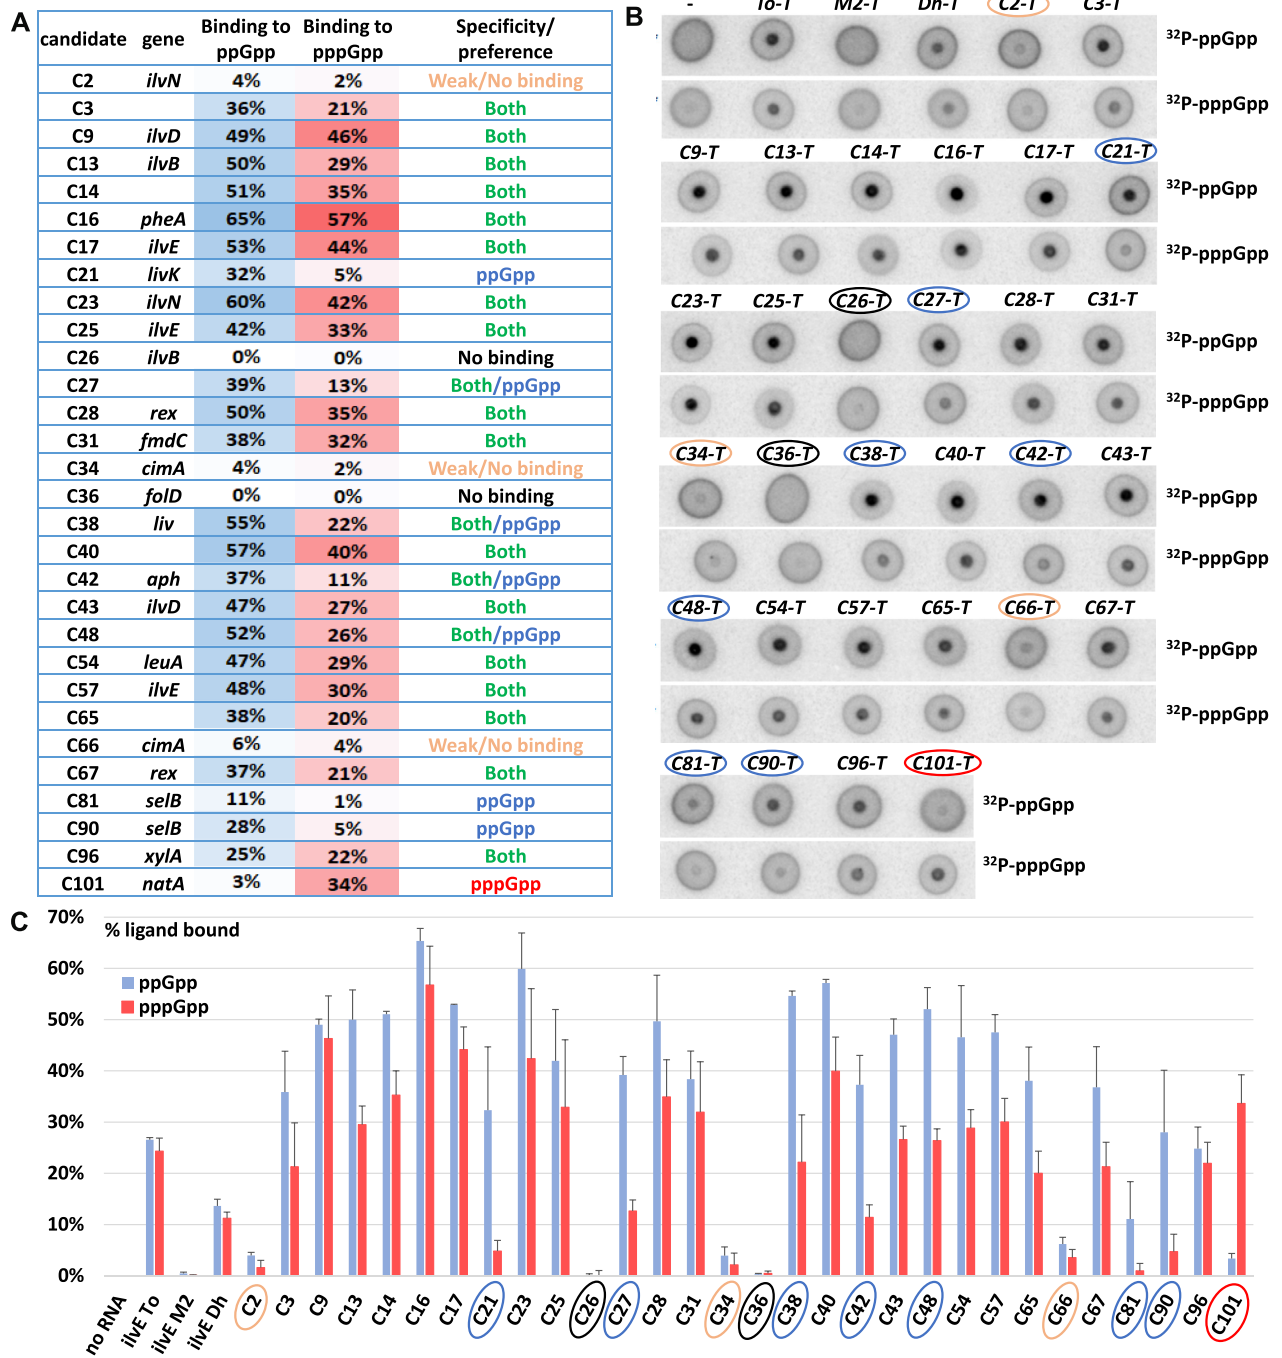 A
candidate gene Binding to ppGpp Binding to pppGpp Specificity/ preference
C2 ilvN 4% 2% Weak/No binding
C3 36% 21% Both
C9 ilvD 49% 46% Both
C13 ilvB 50% 29% Both
C14 51% 35% Both
C16 pheA 65% 57% Both
C17 ilvE 53% 44% Both
C21 livK 32% 5% ppGpp
C23 ilvN 60% 42% Both
C25 ilvE 42% 33% Both
C26 ilvB 0% 0% No binding
C27 39% 13% Both/ppGpp
C28 rex 50% 35% Both
C31 fmdC 38% 32% Both
C34 cimA 4% 2% Weak/No binding
C36 folD 0% 0% No binding
C38 liv 55% 22% Both/ppGpp
C40 57% 40% Both
C42 aph 37% 11% Both/ppGpp
C43 ilvD 47% 27% Both
C48 52% 26% Both/ppGpp
C54 leuA 47% 29% Both
C57 ilvE 48% 30% Both
C65 38% 20% Both
C66 cimA 6% 4% Weak/No binding
C67 rex 37% 21% Both
C81 selB 11% 1% ppGpp
C90 selB 28% 5% ppGpp
C96 xylA 25% 22% Both
C101 natA 3% 34% pppGpp
B
- To-T M2-T Dh-T C2-T C3-T
32P-ppGpp
32P-pppGpp
C9-T C13-T C14-T C16-T C17-T C21-T
32P-ppGpp
32P-pppGpp
C23-T C25-T C26-T C27-T C28-T C31-T
32P-ppGpp
32P-pppGpp
C34-T C36-T C38-T C40-T C42-T C43-T
32P-ppGpp
32P-pppGpp
C48-T C54-T C57-T C65-T C66-T C67-T
32P-ppGpp
32P-pppGpp
C81-T C90-T C96-T C101-T
32P-ppGpp
32P-pppGpp
C
% ligand bound
ppGpp
pppGpp
70%
60%
50%
40%
30%
20%
10%
0%
no RNA ilvE To ilvE M2 ilvE Dh C2 C3 C9 C13 C14 C16 C17 C21 C23 C25 C26 C27 C28 C31 C34 C36 C38 C40 C42 C43 C48 C54 C57 C65 C66 C67 C81 C90 C96 C101